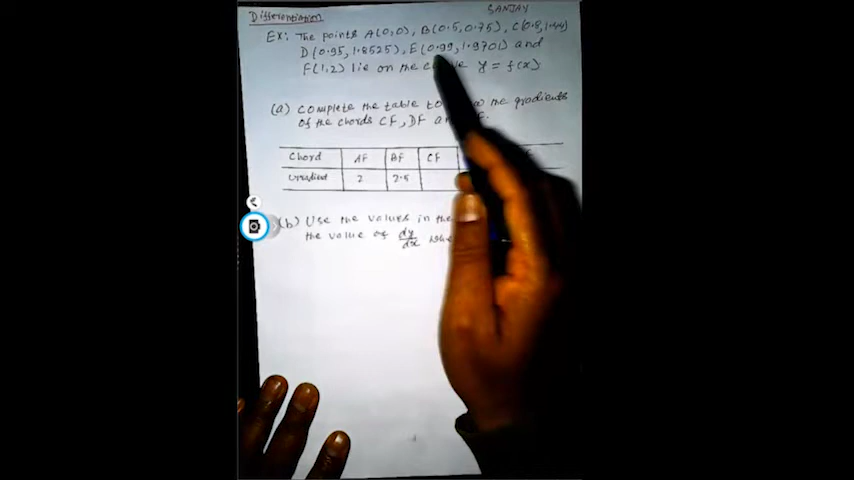 Differentiation
SANJAY
EX: The points A(0,0), B(0.5,0.75), C(0.8,1.44)
D(0.95,1.8525), E(0.99,1.9701) and
F(1,2) lie on the y = f(x)
(a) complete the table to the gradients
of the chords CF, DF
Chord AF BF CF
Gradient 2 2.5
(b) Use the values in the
the value of dy/dx